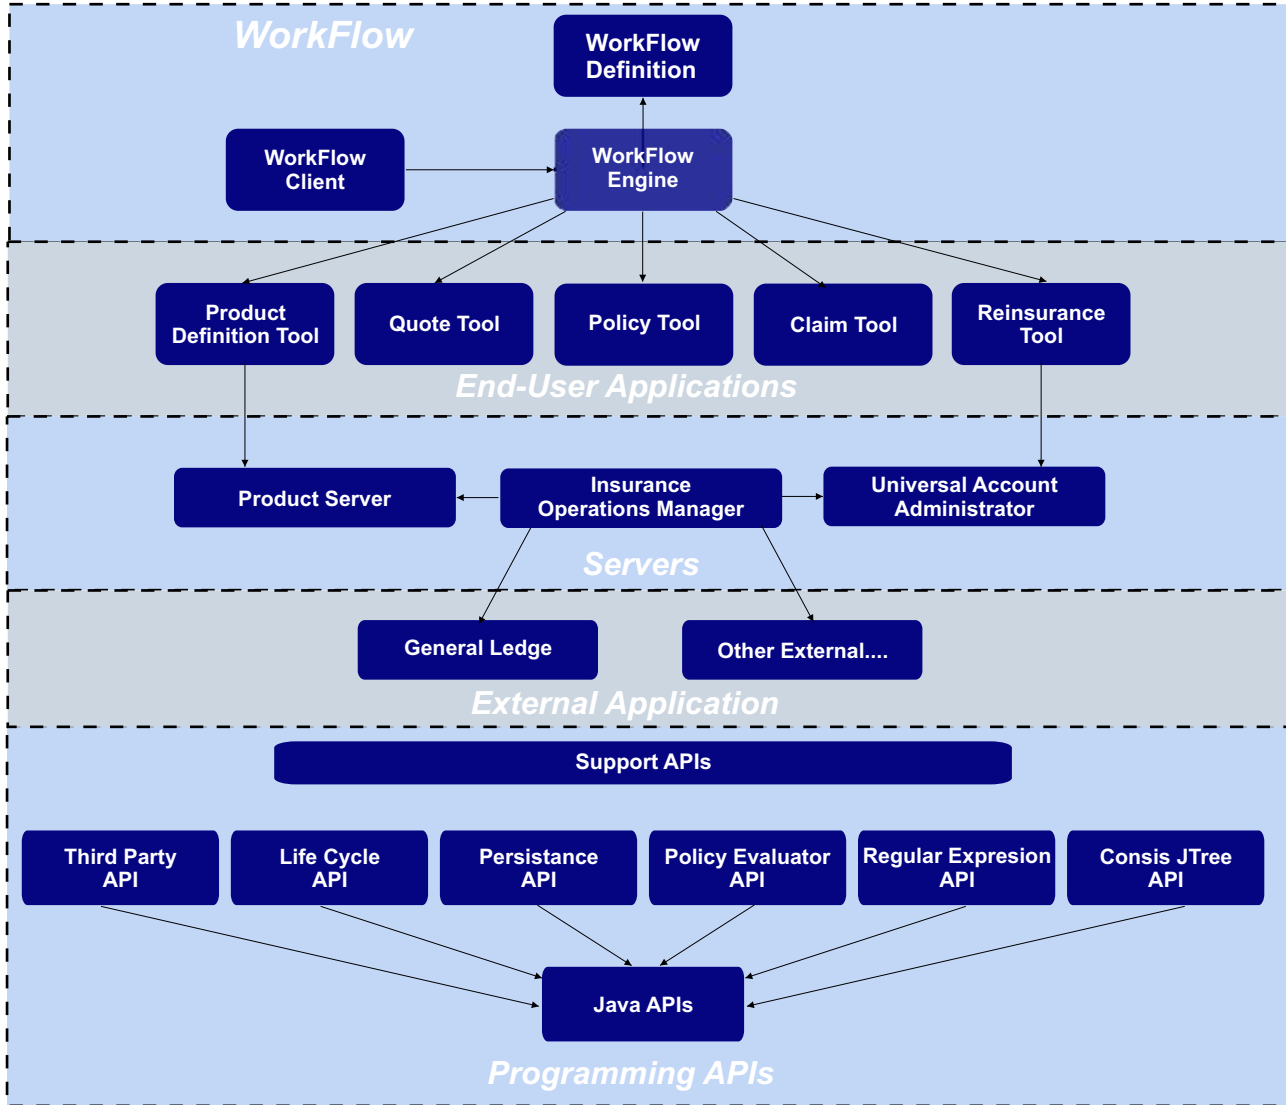 WorkFlow
WorkFlow
Definition
WorkFlow
Client
WorkFlow
Engine
Product
Definition Tool
Quote Tool
Policy Tool
Claim Tool
Reinsurance
Tool
End-User Applications
Product Server
Insurance
Operations Manager
Universal Account
Administrator
Servers
General Ledge
Other External....
External Application
Support APIs
Third Party
API
Life Cycle
API
Persistance
API
Policy Evaluator
API
Regular Expresion
API
Consis JTree
API
Java APIs
Programming APIs